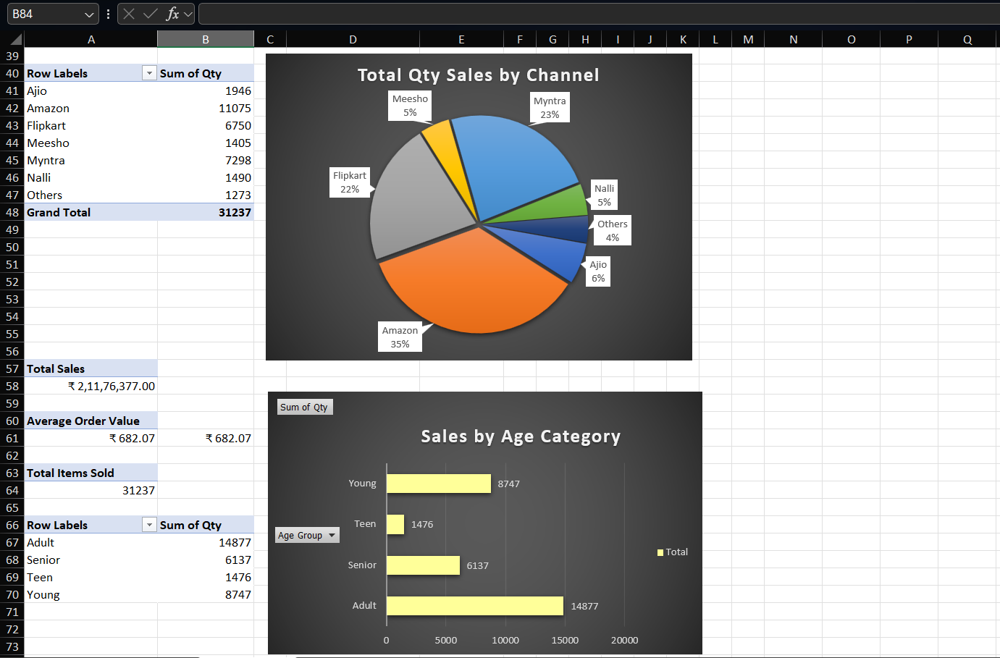 B84
fx
A B C D E F G H I J K L M N O P Q
39
40 Row Labels Sum of Qty
41 Ajio 1946
42 Amazon 11075
43 Flipkart 6750
44 Meesho 1405
45 Myntra 7298
46 Nalli 1490
47 Others 1273
48 Grand Total 31237
49
50
51
52
53
54
55
56
57 Total Sales
58 ₹ 2,11,76,377.00
59
60 Average Order Value
61 ₹ 682.07 ₹ 682.07
62
63 Total Items Sold
64 31237
65
66 Row Labels Sum of Qty
67 Adult 14877
68 Senior 6137
69 Teen 1476
70 Young 8747
71
72
73
Total Qty Sales by Channel
Meesho
5%
Myntra
23%
Flipkart
22%
Nalli
5%
Others
4%
Ajio
6%
Amazon
35%
Sum of Qty
Sales by Age Category
Young 8747
Teen 1476
Age Group
Total
Senior 6137
Adult 14877
0 5000 10000 15000 20000